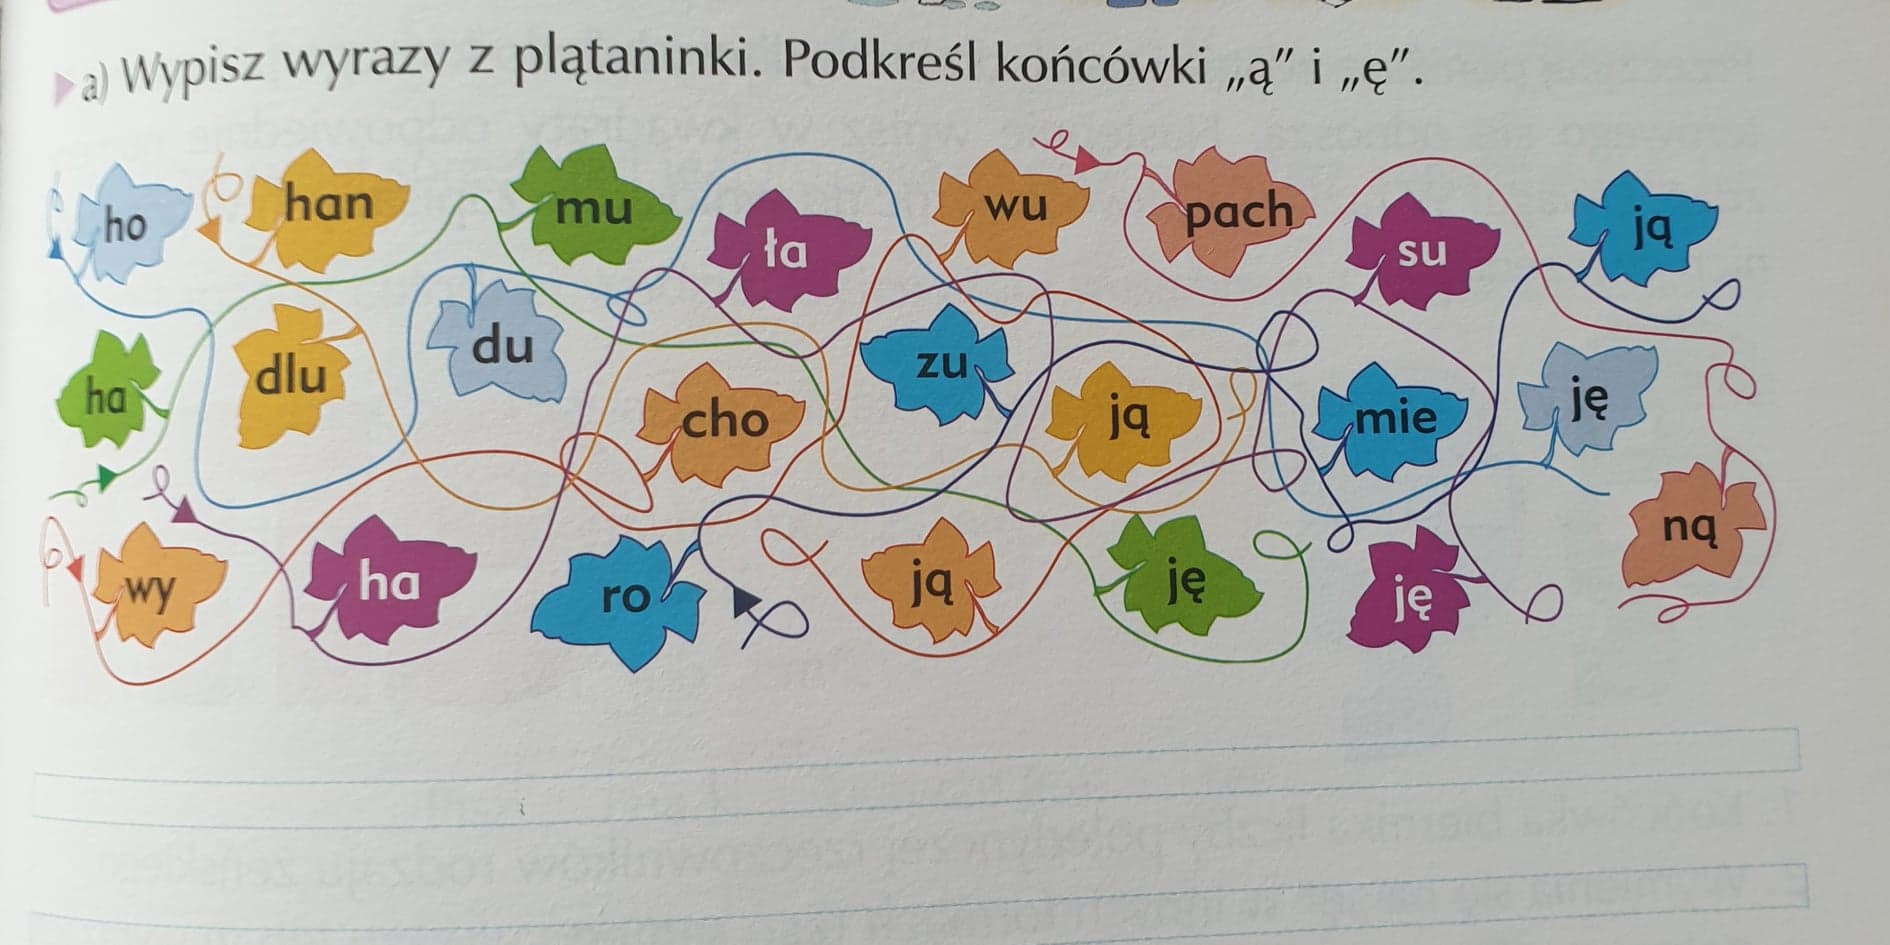 a) Wypisz wyrazy z plątaninki. Podkreśl końcówki „ą” i „ę”.
ho han mu ła wu pach su ją
ha dlu du cho zu ją mie ję
wy ha ro ją ję ję ną